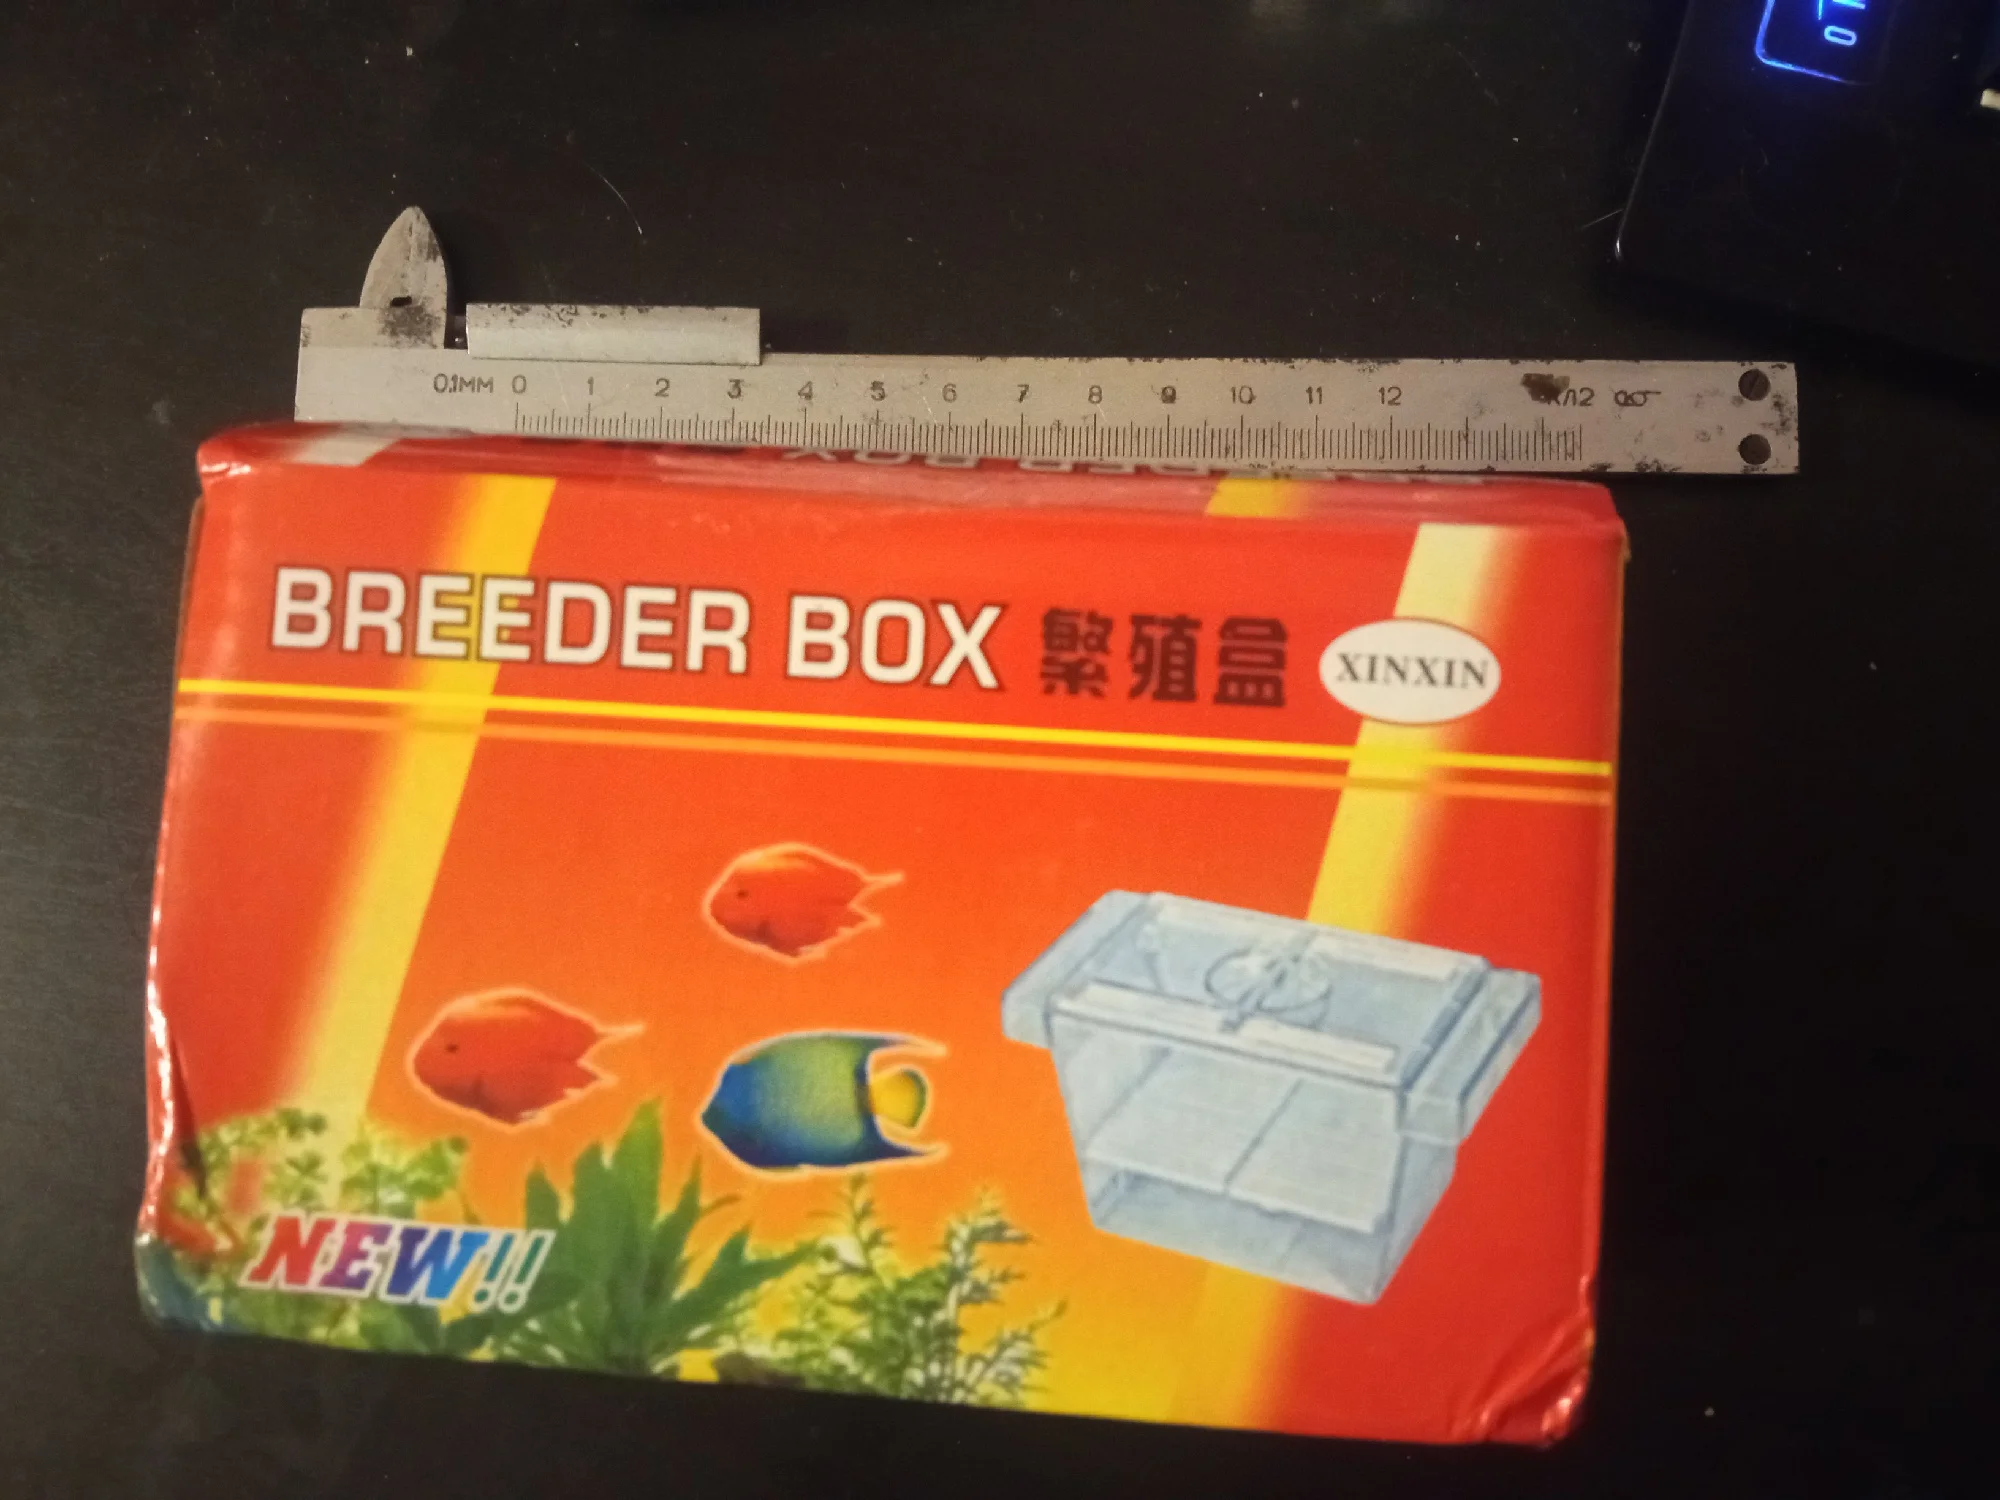 0.1MM 0 1 2 3 4 5 6 7 8 9 10 11 12
BREEDER BOX 繁殖盒 XINXIN
NEW!!